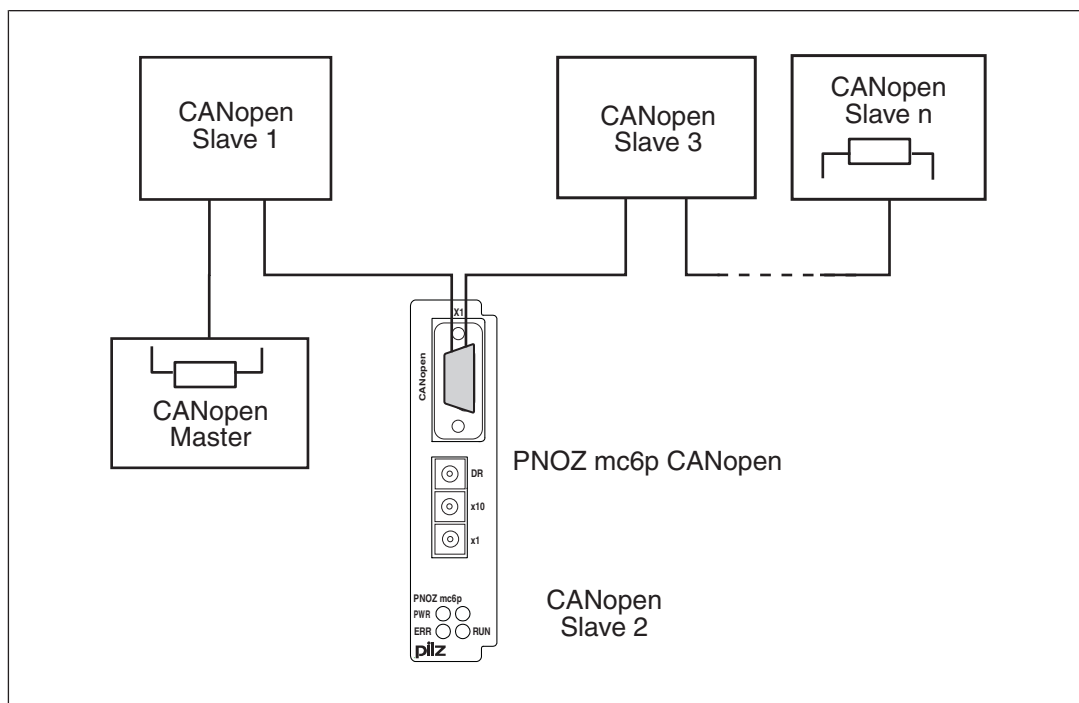 CANopen
Slave 1
CANopen
Slave 3
CANopen
Slave n
X1
CANopen
CANopen
Master
PNOZ mc6p CANopen
DR
x10
x1
PNOZ mc6p
PWR
ERR RUN
pilz
CANopen
Slave 2